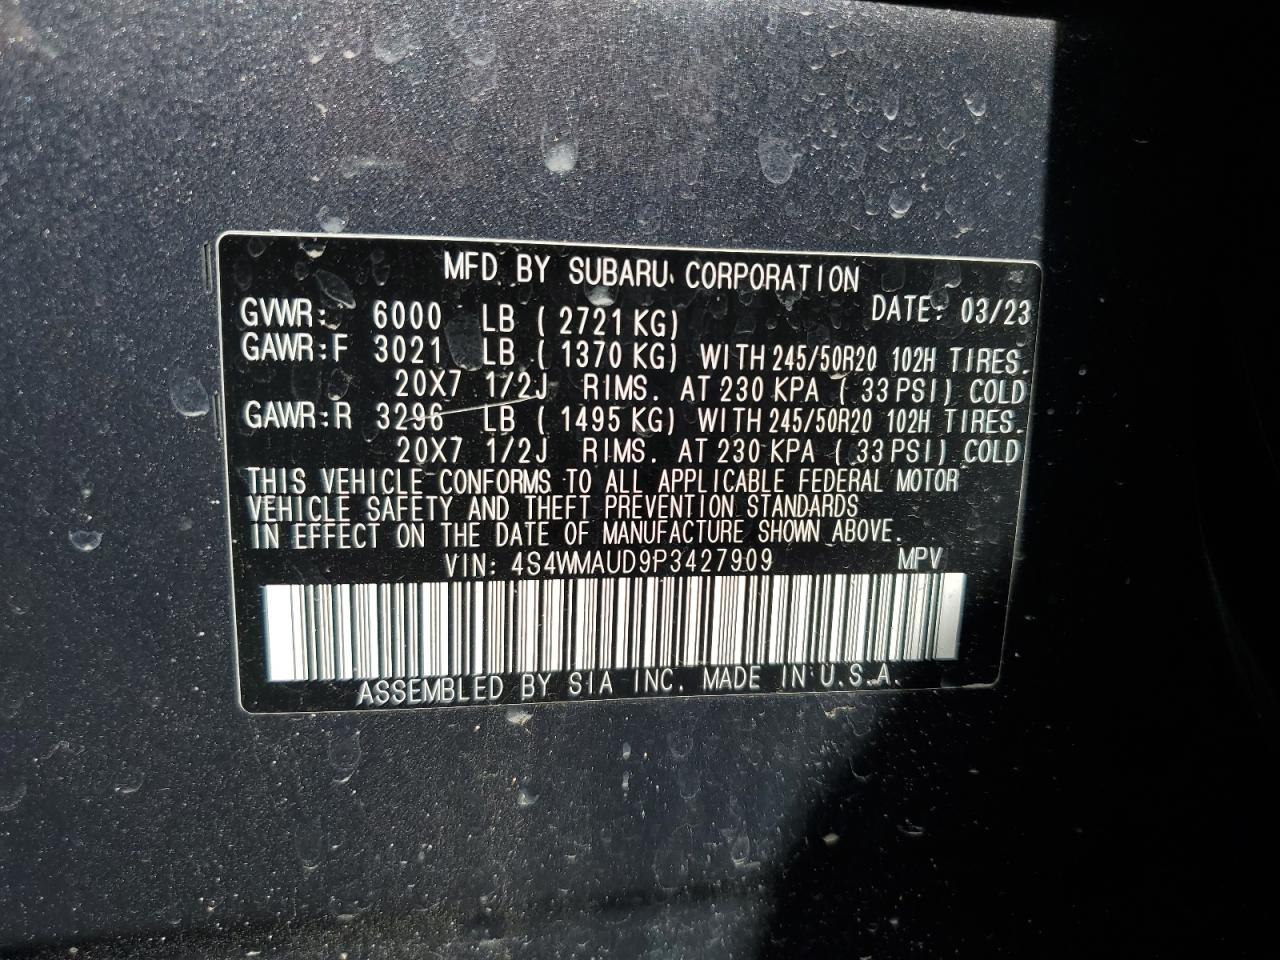 MFD BY SUBARU CORPORATION
GVWR: 6000 LB ( 2721 KG) DATE: 03/23
GAWR:F 3021 LB ( 1370 KG) WITH 245/50R20 102H TIRES.
20X7 1/2J RIMS. AT 230 KPA ( 33 PSI) COLD
GAWR:R 3296 LB ( 1495 KG) WITH 245/50R20 102H TIRES.
20X7 1/2J RIMS. AT 230 KPA ( 33 PSI) COLD
THIS VEHICLE CONFORMS TO ALL APPLICABLE FEDERAL MOTOR
VEHICLE SAFETY AND THEFT PREVENTION STANDARDS
IN EFFECT ON THE DATE OF MANUFACTURE SHOWN ABOVE.
VIN: 4S4WMAUD9P3427909 MPV
ASSEMBLED BY SIA INC. MADE IN U.S.A.